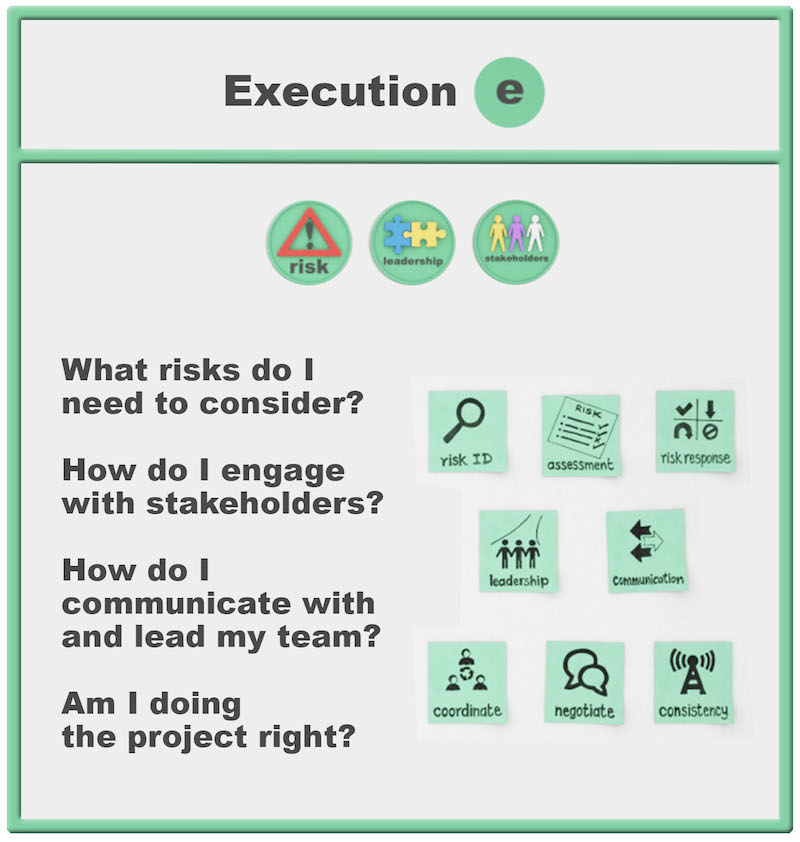 Execution e
risk
leadership
stakeholders
What risks do I
need to consider?
How do I engage
with stakeholders?
How do I
communicate with
and lead my team?
Am I doing
the project right?
risk ID
RISK
assessment
risk response
leadership
communication
coordinate
negotiate
consistency